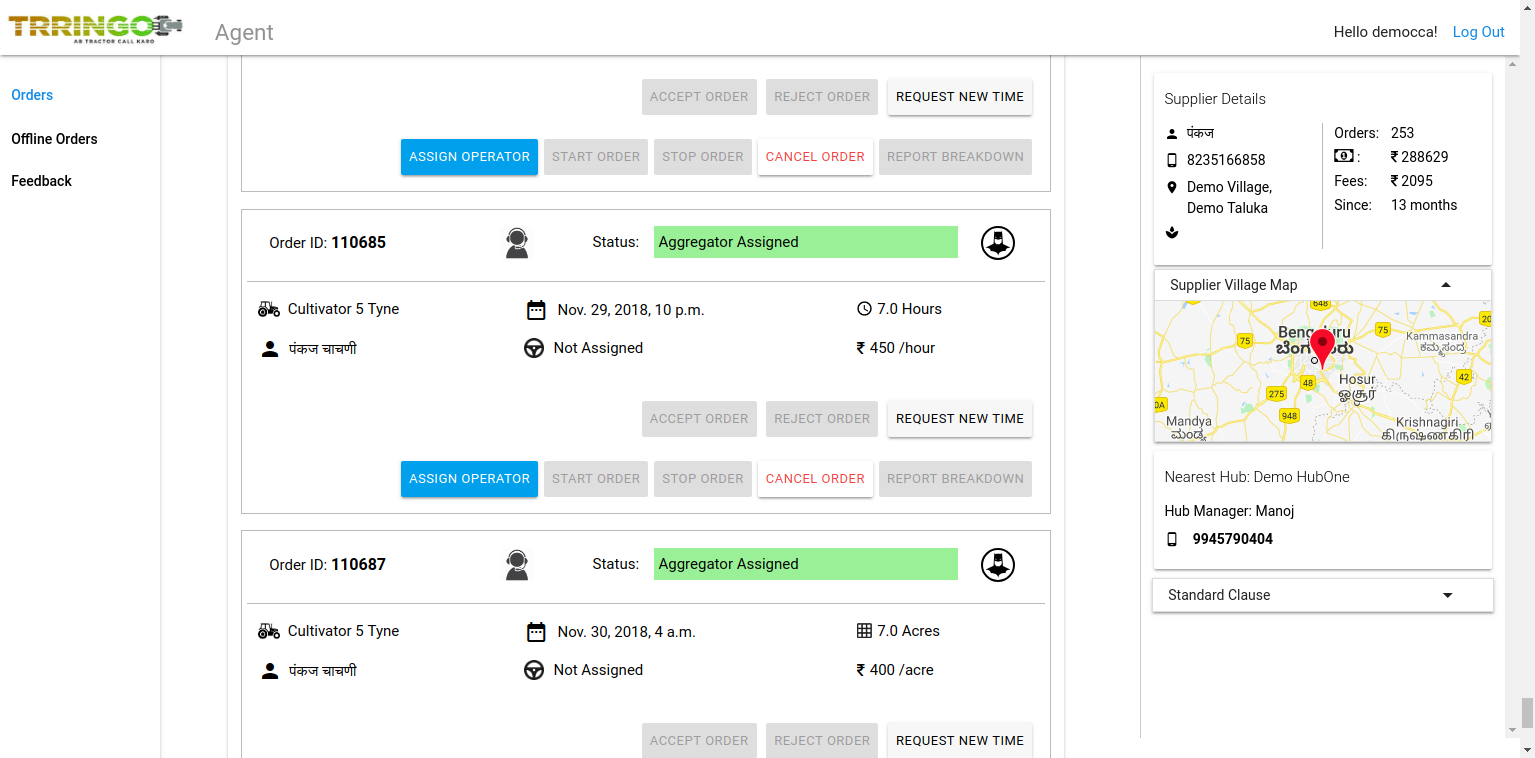 TRRINGO
AB TRACTOR CALL KARO
Agent
Hello democca! Log Out
Orders
Offline Orders
Feedback
ACCEPT ORDER REJECT ORDER REQUEST NEW TIME
ASSIGN OPERATOR START ORDER STOP ORDER CANCEL ORDER REPORT BREAKDOWN
Order ID: 110685 Status: Aggregator Assigned
Cultivator 5 Tyne Nov. 29, 2018, 10 p.m. 7.0 Hours
पंकज चाचणी Not Assigned ₹ 450 /hour
ACCEPT ORDER REJECT ORDER REQUEST NEW TIME
ASSIGN OPERATOR START ORDER STOP ORDER CANCEL ORDER REPORT BREAKDOWN
Order ID: 110687 Status: Aggregator Assigned
Cultivator 5 Tyne Nov. 30, 2018, 4 a.m. 7.0 Acres
पंकज चाचणी Not Assigned ₹ 400 /acre
ACCEPT ORDER REJECT ORDER REQUEST NEW TIME
Supplier Details
पंकज
8235166858
Demo Village,
Demo Taluka
Orders: 253
: ₹ 288629
Fees: ₹ 2095
Since: 13 months
Supplier Village Map
648
20
75
75
Kammasandra
ಕಮ್ಮಸಂದ್ರ
48
Hosur
ஓசூர்
42
275
0A
948
Mandya
ಮಂಡ್ಯ
Krishnagiri
கிருஷ்ணகிரி
Nearest Hub: Demo HubOne
Hub Manager: Manoj
9945790404
Standard Clause